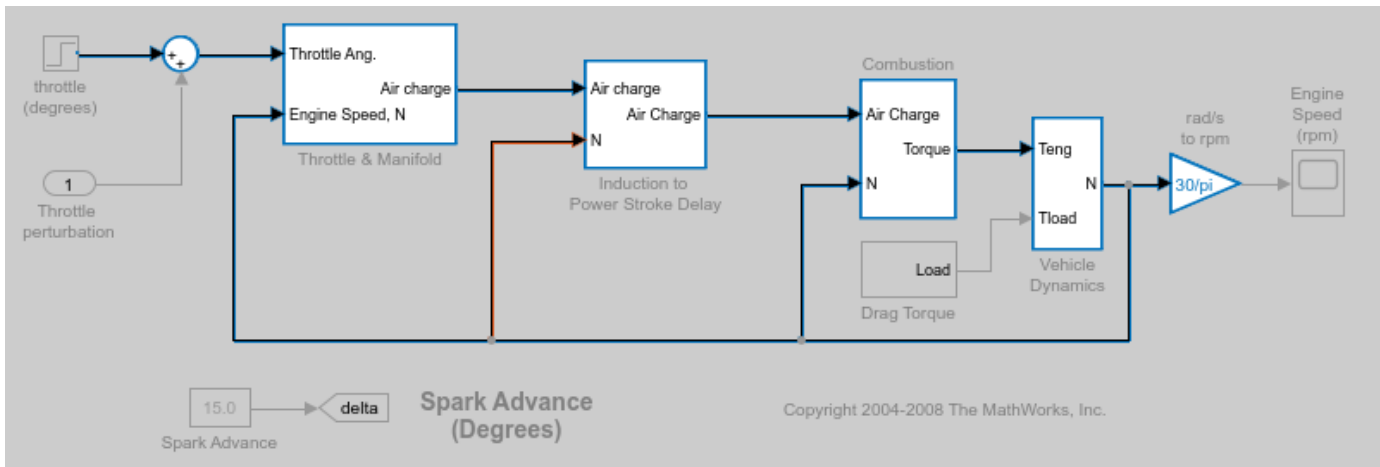 throttle
(degrees)
+
+
1
Throttle
perturbation
Throttle Ang.
Air charge
Engine Speed, N
Throttle & Manifold
Air charge
Air Charge
N
Induction to
Power Stroke Delay
Combustion
Air Charge
Torque
N
Load
Drag Torque
Teng
N
Tload
Vehicle
Dynamics
rad/s
to rpm
30/pi
Engine
Speed
(rpm)
15.0
Spark Advance
delta
Spark Advance
(Degrees)
Copyright 2004-2008 The MathWorks, Inc.